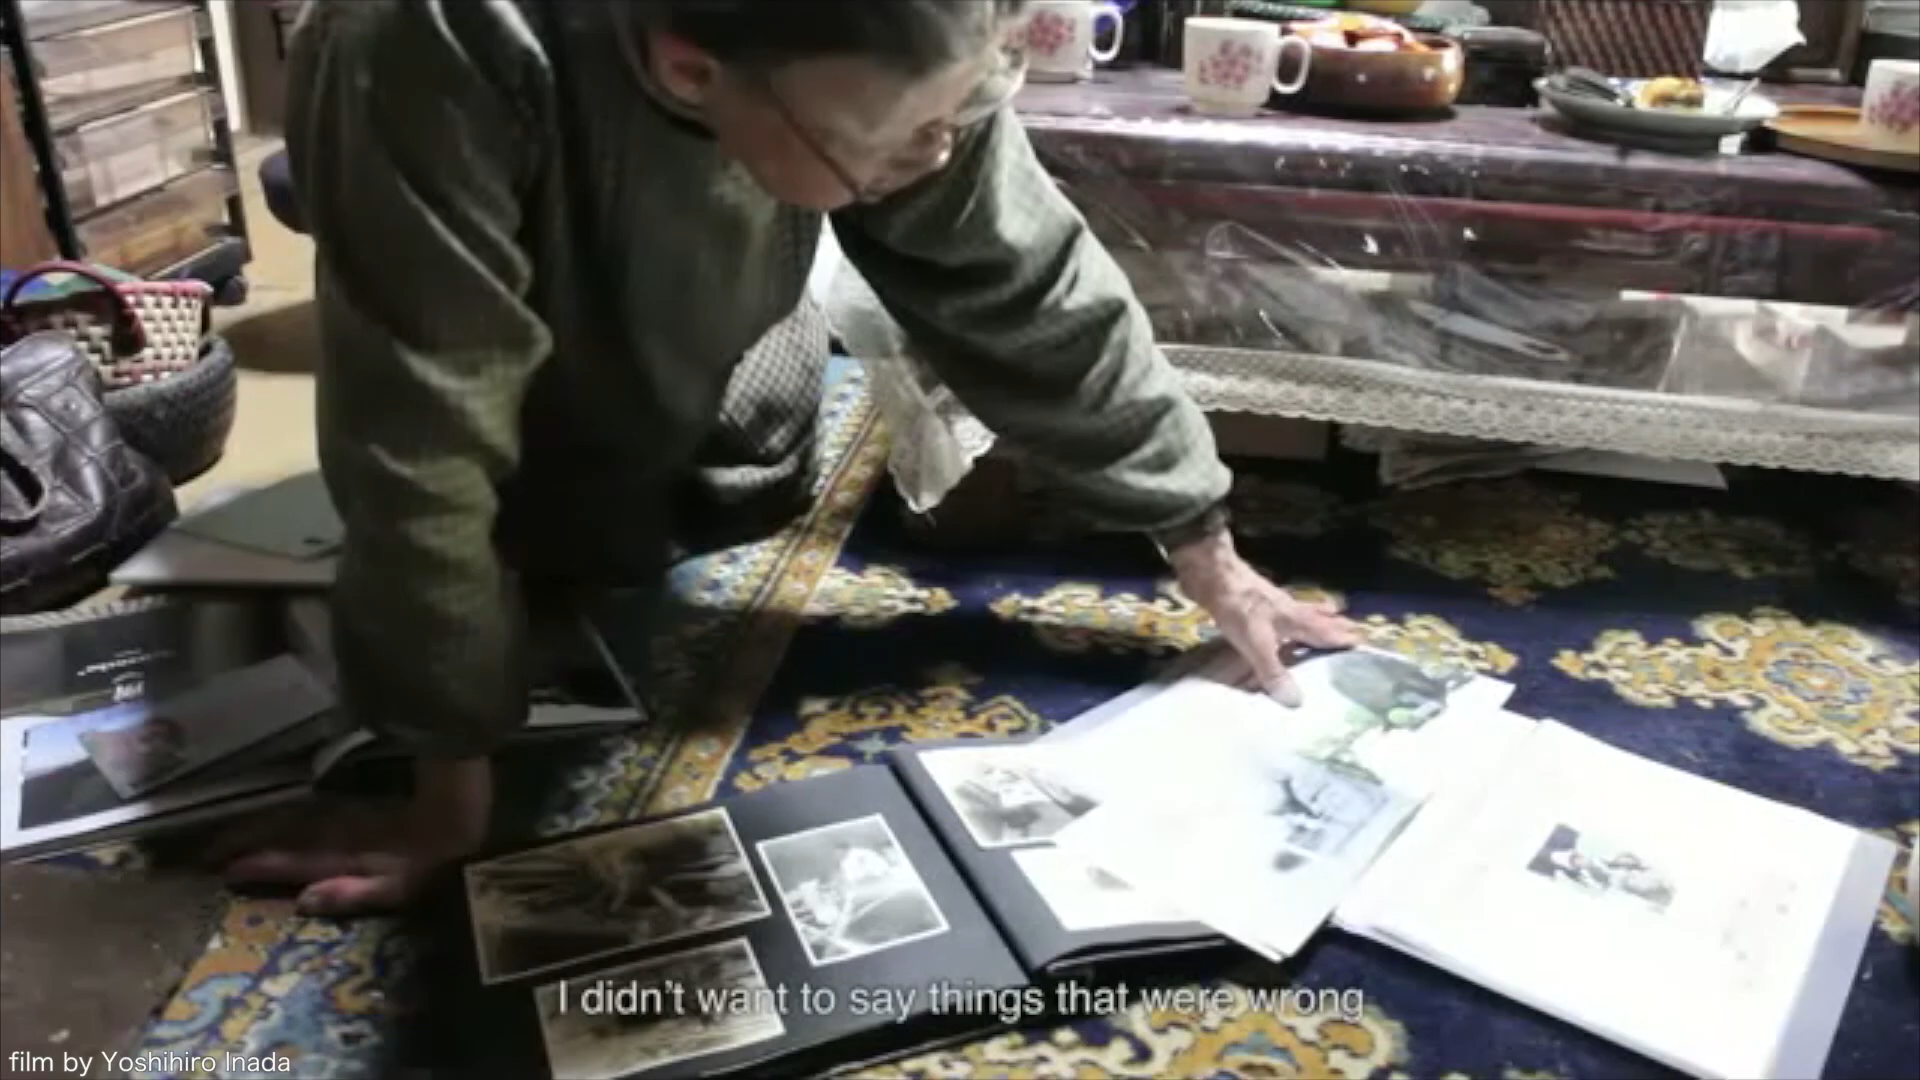 I didn't want to say things that were wrong
film by Yoshihiro Inada